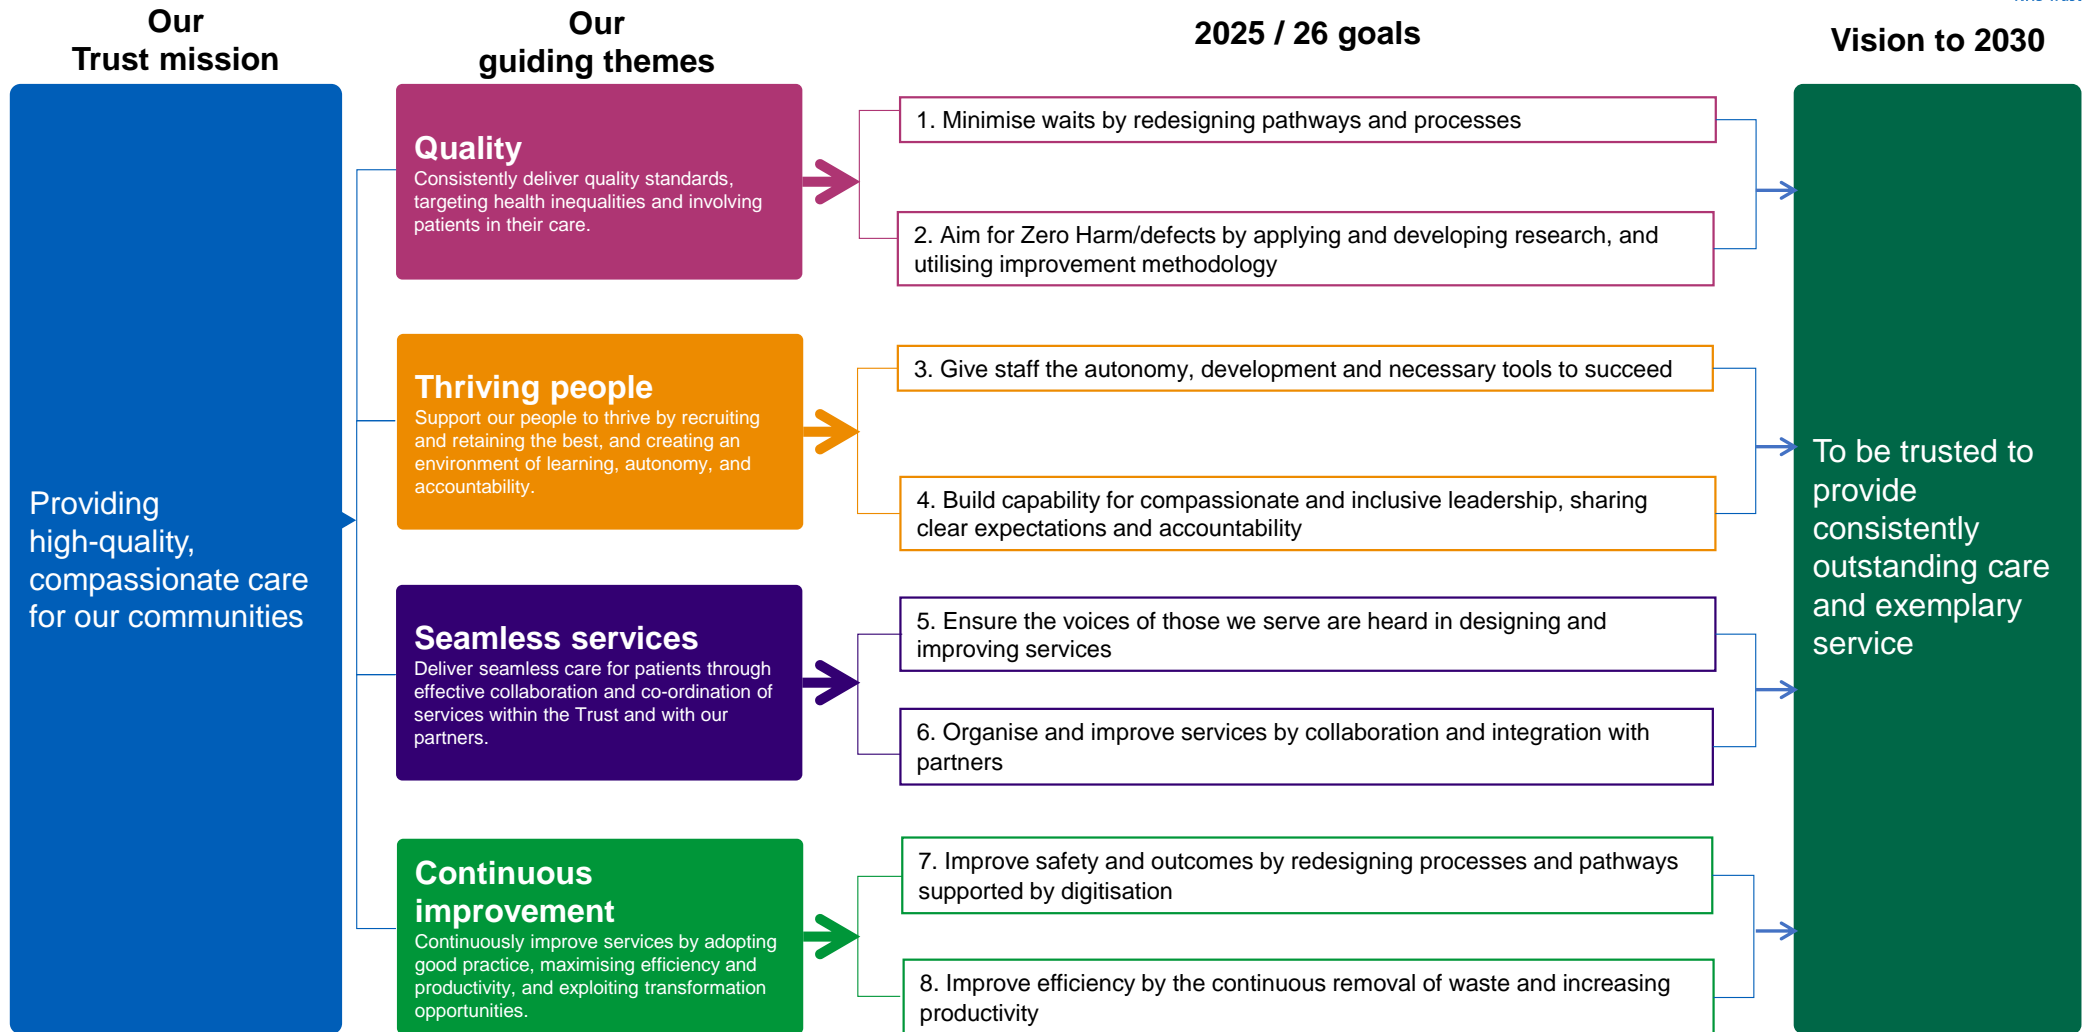 Our
Trust mission
Our
guiding themes
2025 / 26 goals
Vision to 2030
Providing
high-quality,
compassionate care
for our communities
Quality
Consistently deliver quality standards,
targeting health inequalities and involving
patients in their care.
1. Minimise waits by redesigning pathways and processes
2. Aim for Zero Harm/defects by applying and developing research, and
utilising improvement methodology
Thriving people
Support our people to thrive by recruiting
and retaining the best, and creating an
environment of learning, autonomy, and
accountability.
3. Give staff the autonomy, development and necessary tools to succeed
4. Build capability for compassionate and inclusive leadership, sharing
clear expectations and accountability
Seamless services
Deliver seamless care for patients through
effective collaboration and co-ordination of
services within the Trust and with our
partners.
5. Ensure the voices of those we serve are heard in designing and
improving services
6. Organise and improve services by collaboration and integration with
partners
Continuous
improvement
Continuously improve services by adopting
good practice, maximising efficiency and
productivity, and exploiting transformation
opportunities.
7. Improve safety and outcomes by redesigning processes and pathways
supported by digitisation
8. Improve efficiency by the continuous removal of waste and increasing
productivity
To be trusted to
provide
consistently
outstanding care
and exemplary
service